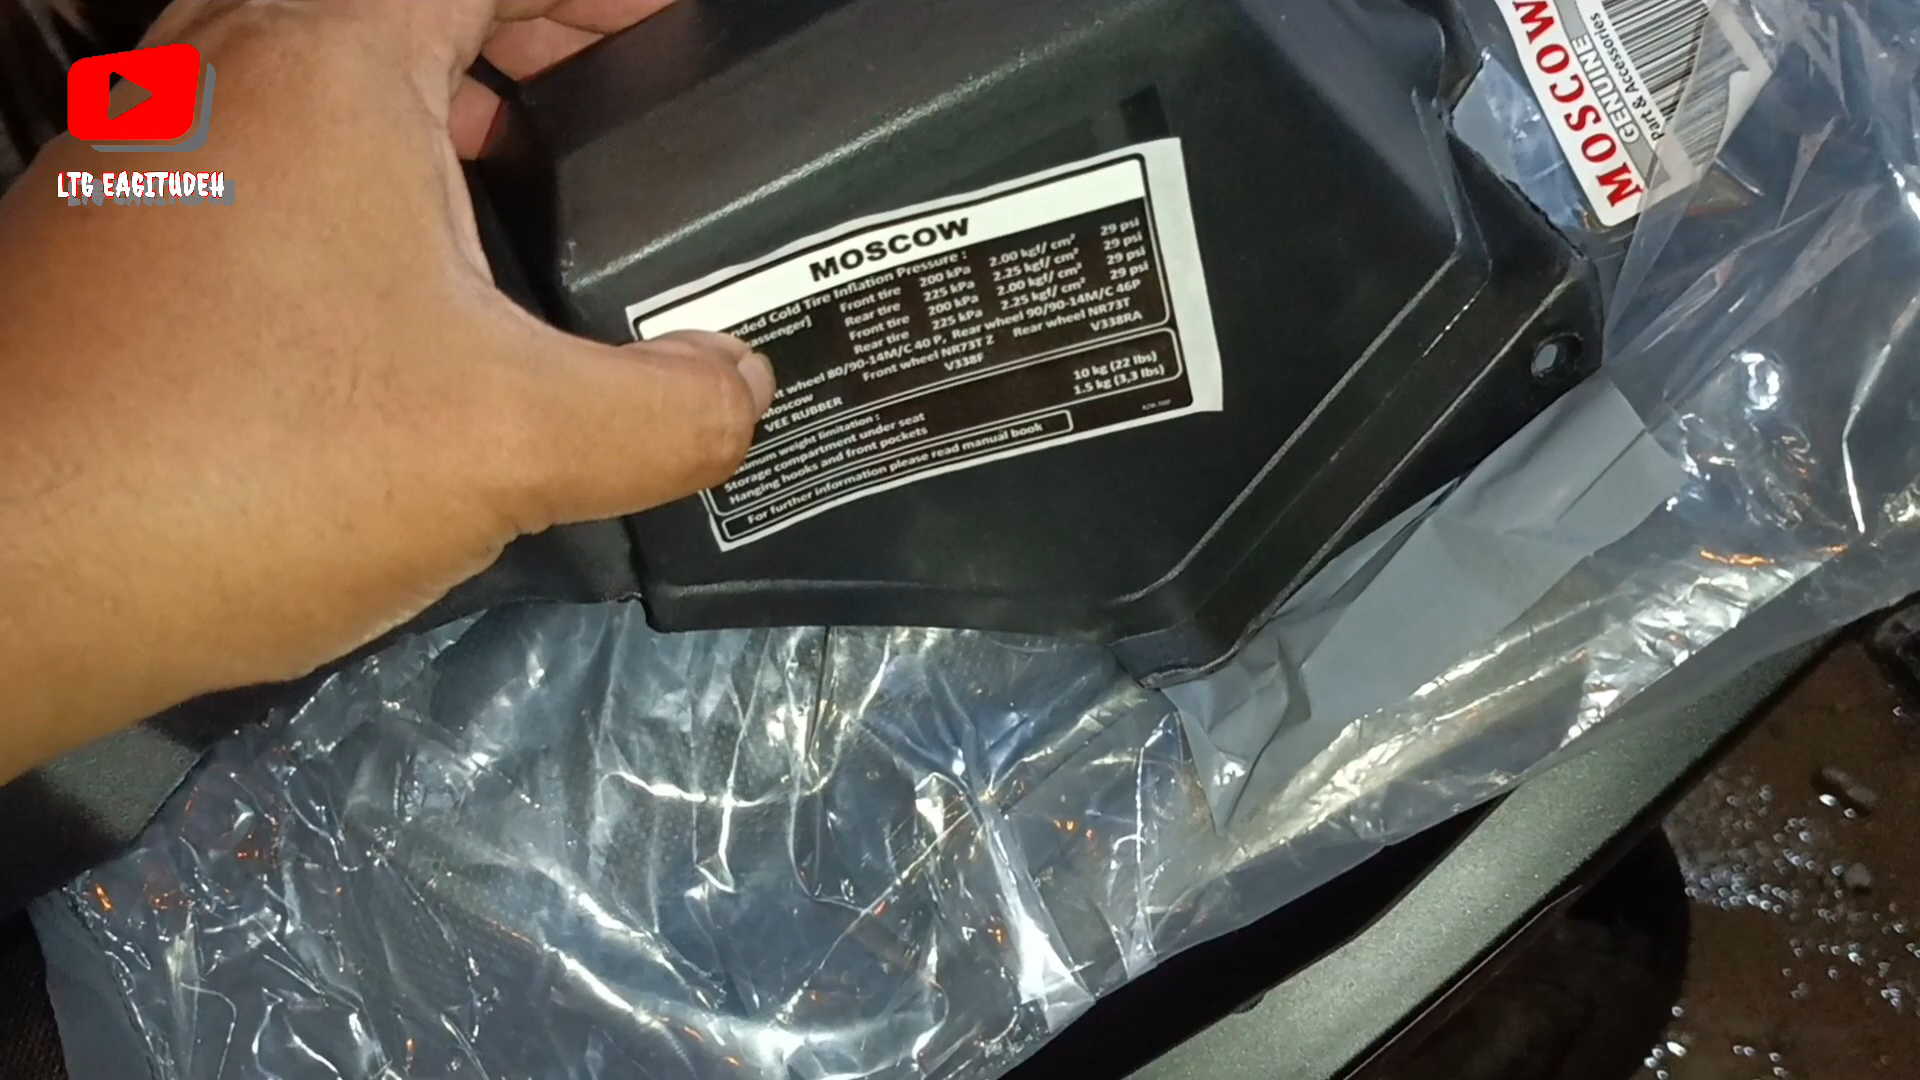 LTG EAGITUDEH
MOSCOW
GENUINE
Part & Accessories
MOSCOW
Cold Tire Inflation Pressure :
Front tire 200 kPa 2.00 kgf/ cm² 29 psi
Rear tire 225 kPa 2.25 kgf/ cm² 29 psi
Front tire 200 kPa 2.00 kgf/ cm² 29 psi
Rear tire 225 kPa 2.25 kgf/ cm² 29 psi
wheel 80/90-14M/C 40 P, Rear wheel 90/90-14M/C 46P
Moscow Front wheel NR73T Z Rear wheel NR73T
VEE RUBBER V338F V338RA
weight limitation :
Storage compartment under seat 10 kg (22 lbs)
Hanging hooks and front pockets 1.5 kg (3,3 lbs)
For further information please read manual book